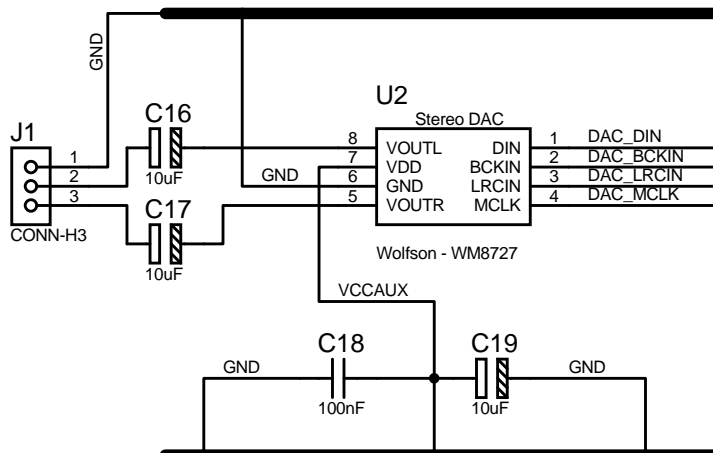 GND
U2
C16
Stereo DAC
J1
1
8
VOUTL
DIN
1
DAC_DIN
7
VDD
BCKIN
2
DAC_BCKIN
2
10uF
GND
6
GND
LRCIN
3
DAC_LRCIN
3
C17
5
VOUTR
MCLK
4
DAC_MCLK
CONN-H3
Wolfson - WM8727
10uF
VCCAUX
C18
C19
GND
GND
100nF
10uF